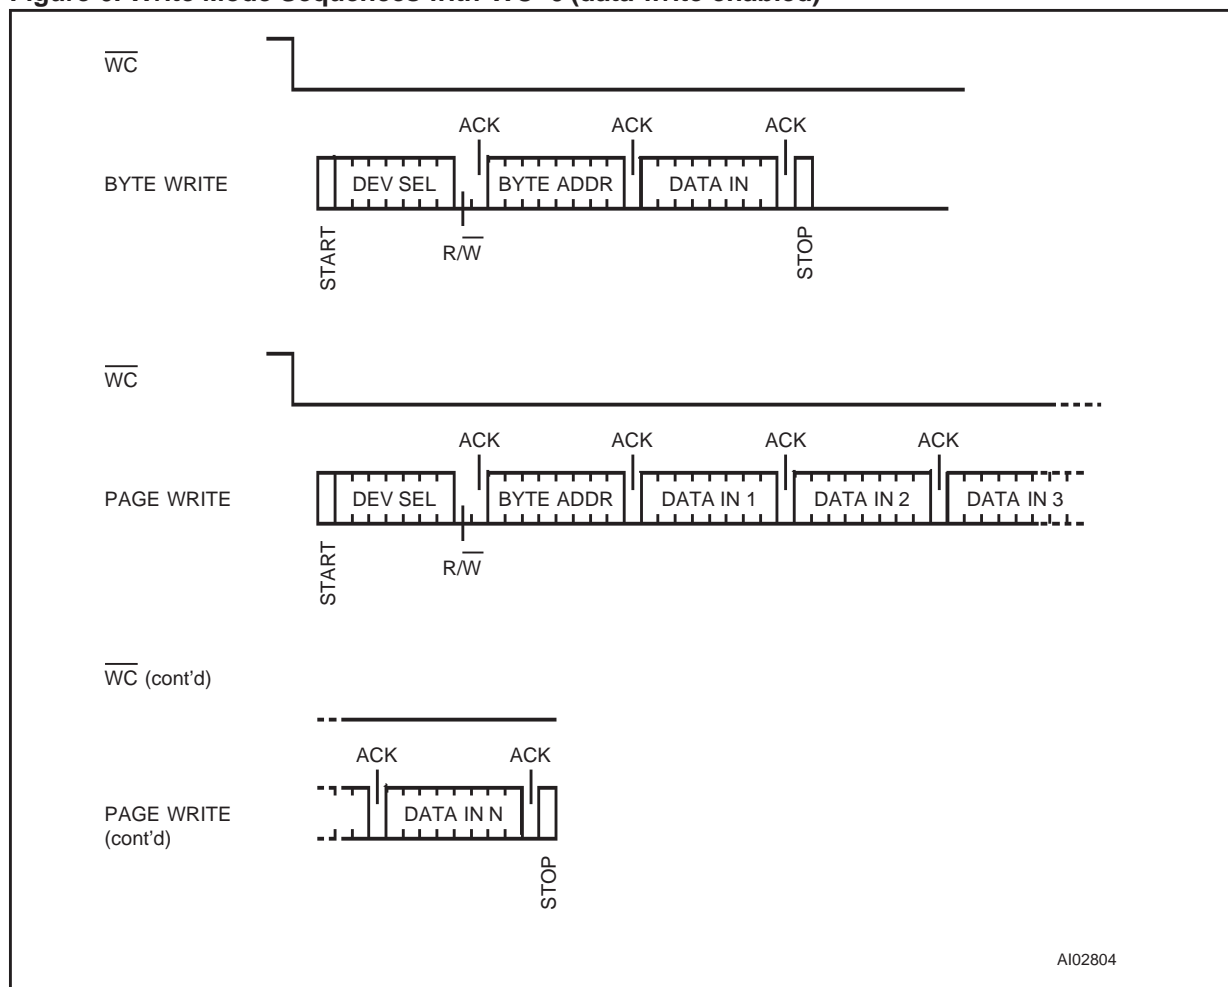 WC
ACK ACK ACK
BYTE WRITE
DEV SEL BYTE ADDR DATA IN
R/W
START
STOP
WC
ACK ACK ACK ACK
PAGE WRITE
DEV SEL BYTE ADDR DATA IN 1 DATA IN 2 DATA IN 3
R/W
START
WC (cont'd)
ACK ACK
PAGE WRITE
(cont'd)
DATA IN N
STOP
AI02804